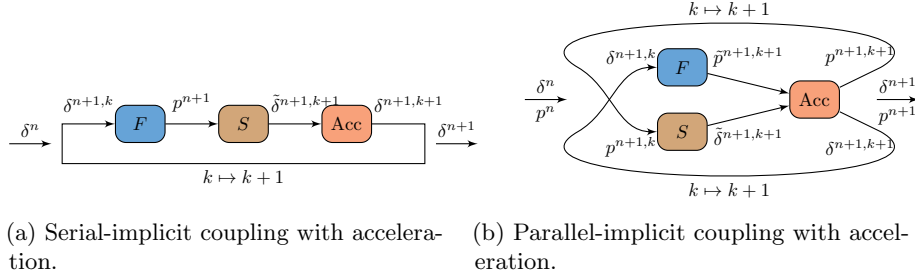 δ^n
δ^{n+1,k}
F
p^{n+1}
S
δ̃^{n+1,k+1}
Acc
δ^{n+1,k+1}
δ^{n+1}
k ↦ k + 1
(a) Serial-implicit coupling with accelera-
tion.
k ↦ k + 1
δ^n
p^n
δ^{n+1,k}
F
p̃^{n+1,k+1}
p^{n+1,k+1}
Acc
δ^{n+1}
p^{n+1}
p^{n+1,k}
S
δ̃^{n+1,k+1}
δ^{n+1,k+1}
k ↦ k + 1
(b) Parallel-implicit coupling with accel-
eration.